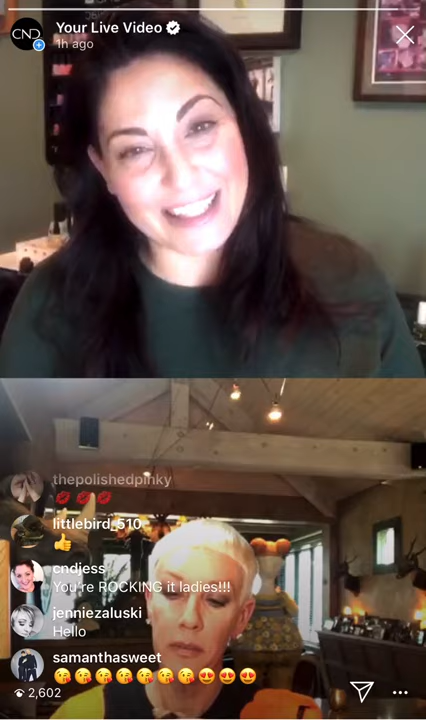 CND
Your Live Video
1h ago
thepolishedpinky
💋💋💋
littlebird_510
👍
cndjess
You're ROCKING it ladies!!!
jenniezaluski
Hello
samanthasweet
😘😘😘😘😘😘😘😍😍😍
2,602